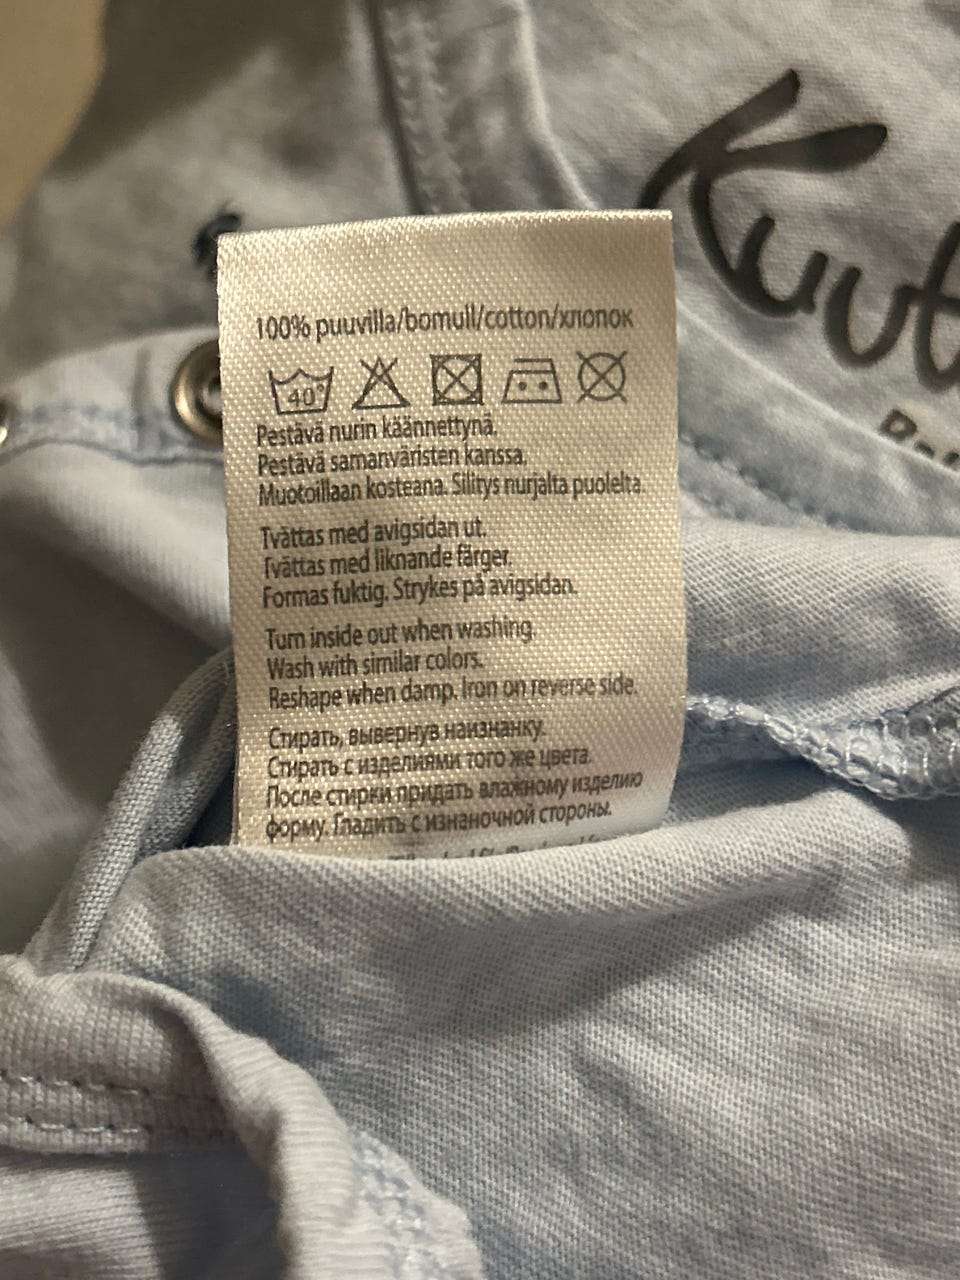 Kuut
100% puuvilla/bomull/cotton/хлопок
40°
Pestävä nurin käännettynä.
Pestävä samanväristen kanssa.
Muotoillaan kosteana. Silitys nurjalta puolelta.
Tvättas med avigsidan ut.
Tvättas med liknande färger.
Formas fuktig. Strykes på avigsidan.
Turn inside out when washing.
Wash with similar colors.
Reshape when damp. Iron on reverse side.
Стирать, вывернув наизнанку.
Стирать с изделиями того же цвета.
После стирки придать влажному изделию
форму. Гладить с изнаночной стороны.